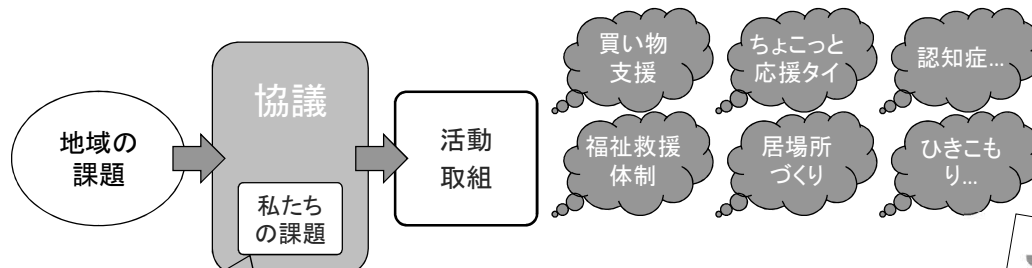 地域の
課題
協議
私たち
の課題
活動
取組
買い物
支援
ちょこっと
応援タイ
認知症...
福祉救援
体制
居場所
づくり
ひきこも
り...